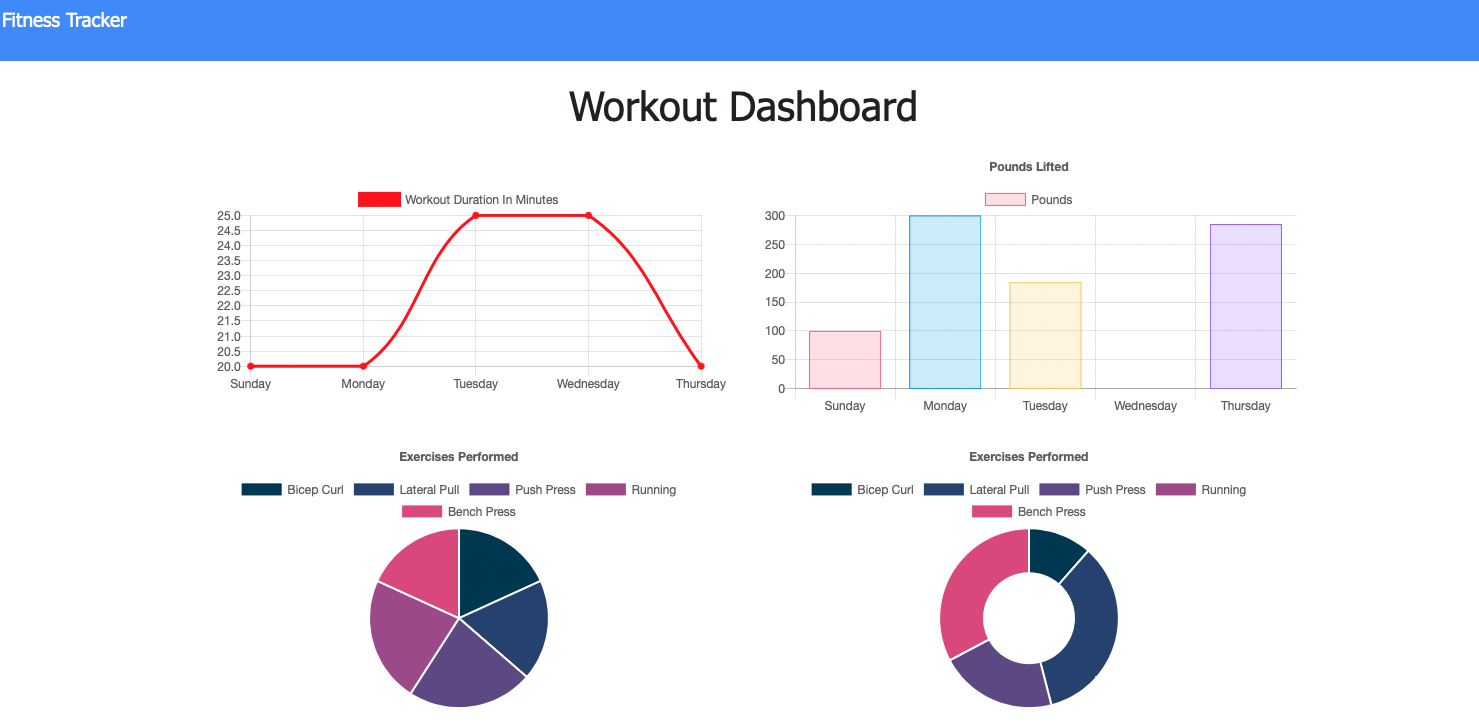 Fitness Tracker
Workout Dashboard
Workout Duration In Minutes
25.0
24.5
24.0
23.5
23.0
22.5
22.0
21.5
21.0
20.5
20.0
Sunday Monday Tuesday Wednesday Thursday
Pounds Lifted
Pounds
300
250
200
150
100
50
0
Sunday Monday Tuesday Wednesday Thursday
Exercises Performed
Bicep Curl Lateral Pull Push Press Running
Bench Press
Exercises Performed
Bicep Curl Lateral Pull Push Press Running
Bench Press